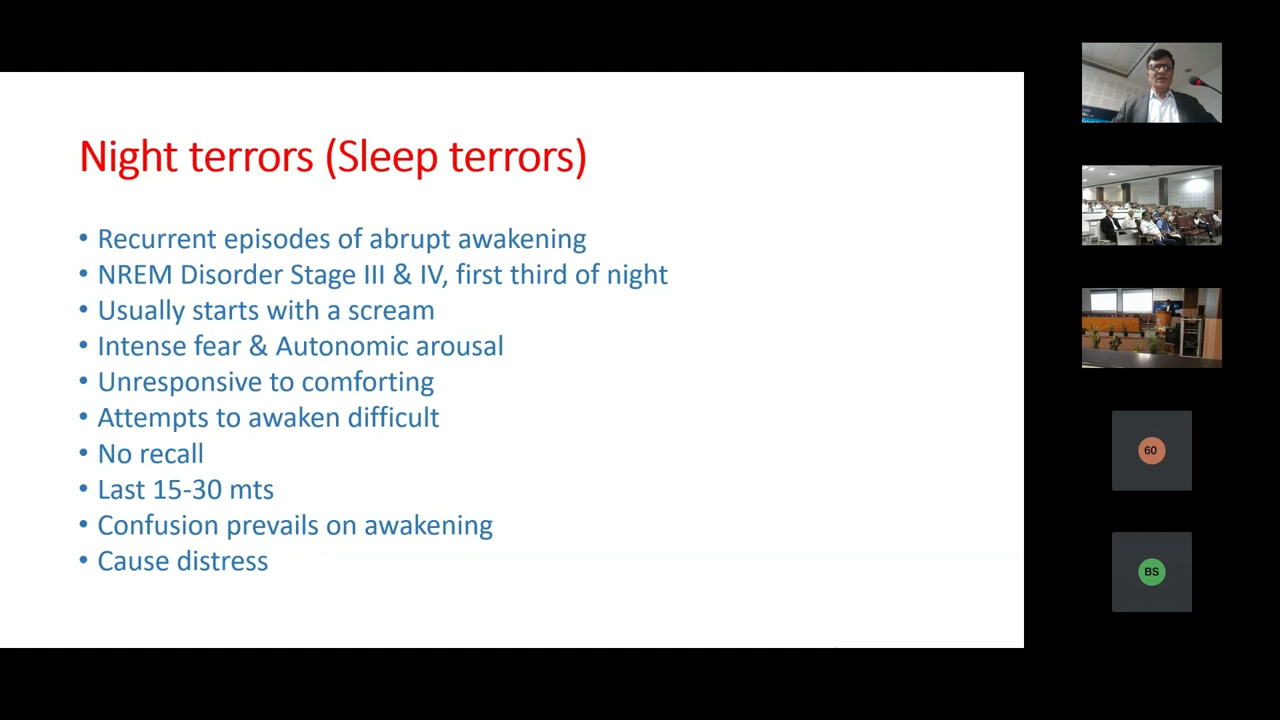 Night terrors (Sleep terrors)
• Recurrent episodes of abrupt awakening
• NREM Disorder Stage III & IV, first third of night
• Usually starts with a scream
• Intense fear & Autonomic arousal
• Unresponsive to comforting
• Attempts to awaken difficult
• No recall
• Last 15-30 mts
• Confusion prevails on awakening
• Cause distress
60
BS